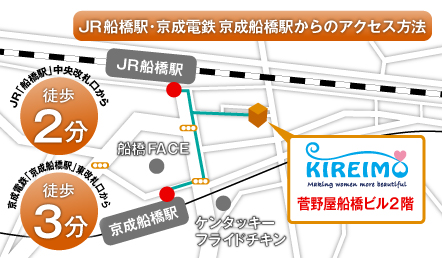 JR船橋駅・京成電鉄 京成船橋駅からのアクセス方法
JR「船橋駅」中央改札口から
徒歩
2分
JR船橋駅
船橋FACE
KIREIMO
Making women more beautiful
菅野屋船橋ビル2階
京成電鉄「京成船橋駅」東改札口から
徒歩
3分
京成船橋駅
ケンタッキー
フライドチキン